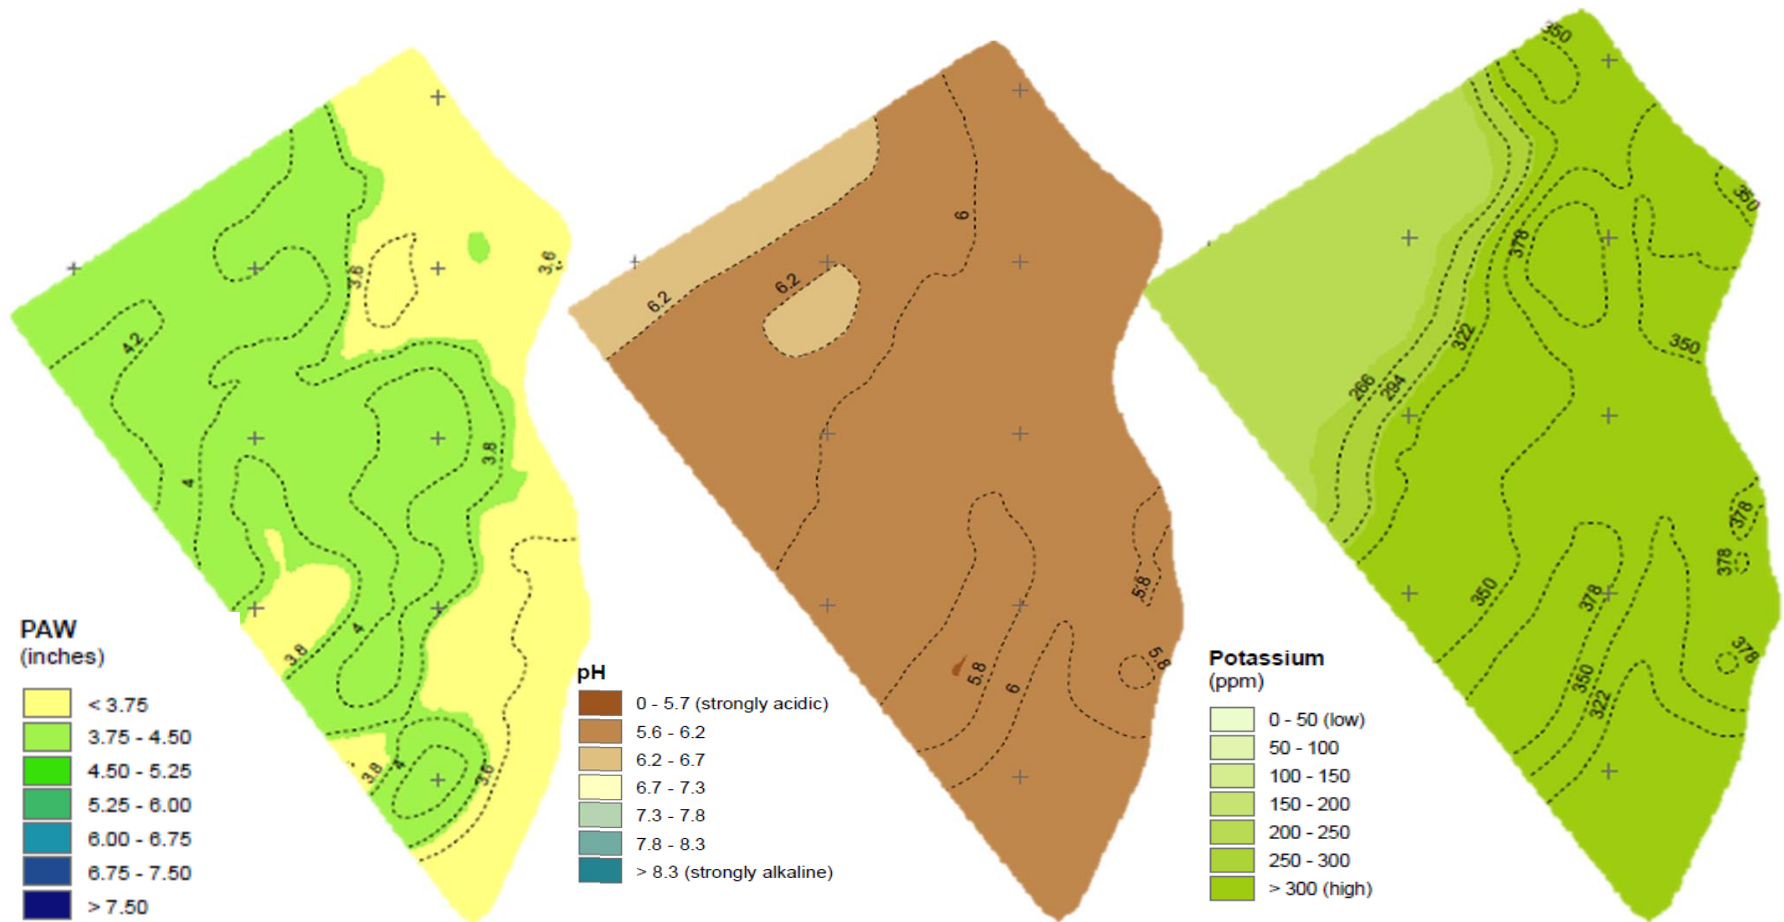 3.6
3.6
4.2
3.8
4
4
3.8
3.8
4
3.6
PAW
(inches)
< 3.75
3.75 - 4.50
4.50 - 5.25
5.25 - 6.00
6.00 - 6.75
6.75 - 7.50
> 7.50
6
6.2
6.2
5.8
5.8
5.8
6
pH
0 - 5.7 (strongly acidic)
5.6 - 6.2
6.2 - 6.7
6.7 - 7.3
7.3 - 7.8
7.8 - 8.3
> 8.3 (strongly alkaline)
350
350
378
322
350
266
294
378
378
350
378
378
350
322
Potassium
(ppm)
0 - 50 (low)
50 - 100
100 - 150
150 - 200
200 - 250
250 - 300
> 300 (high)